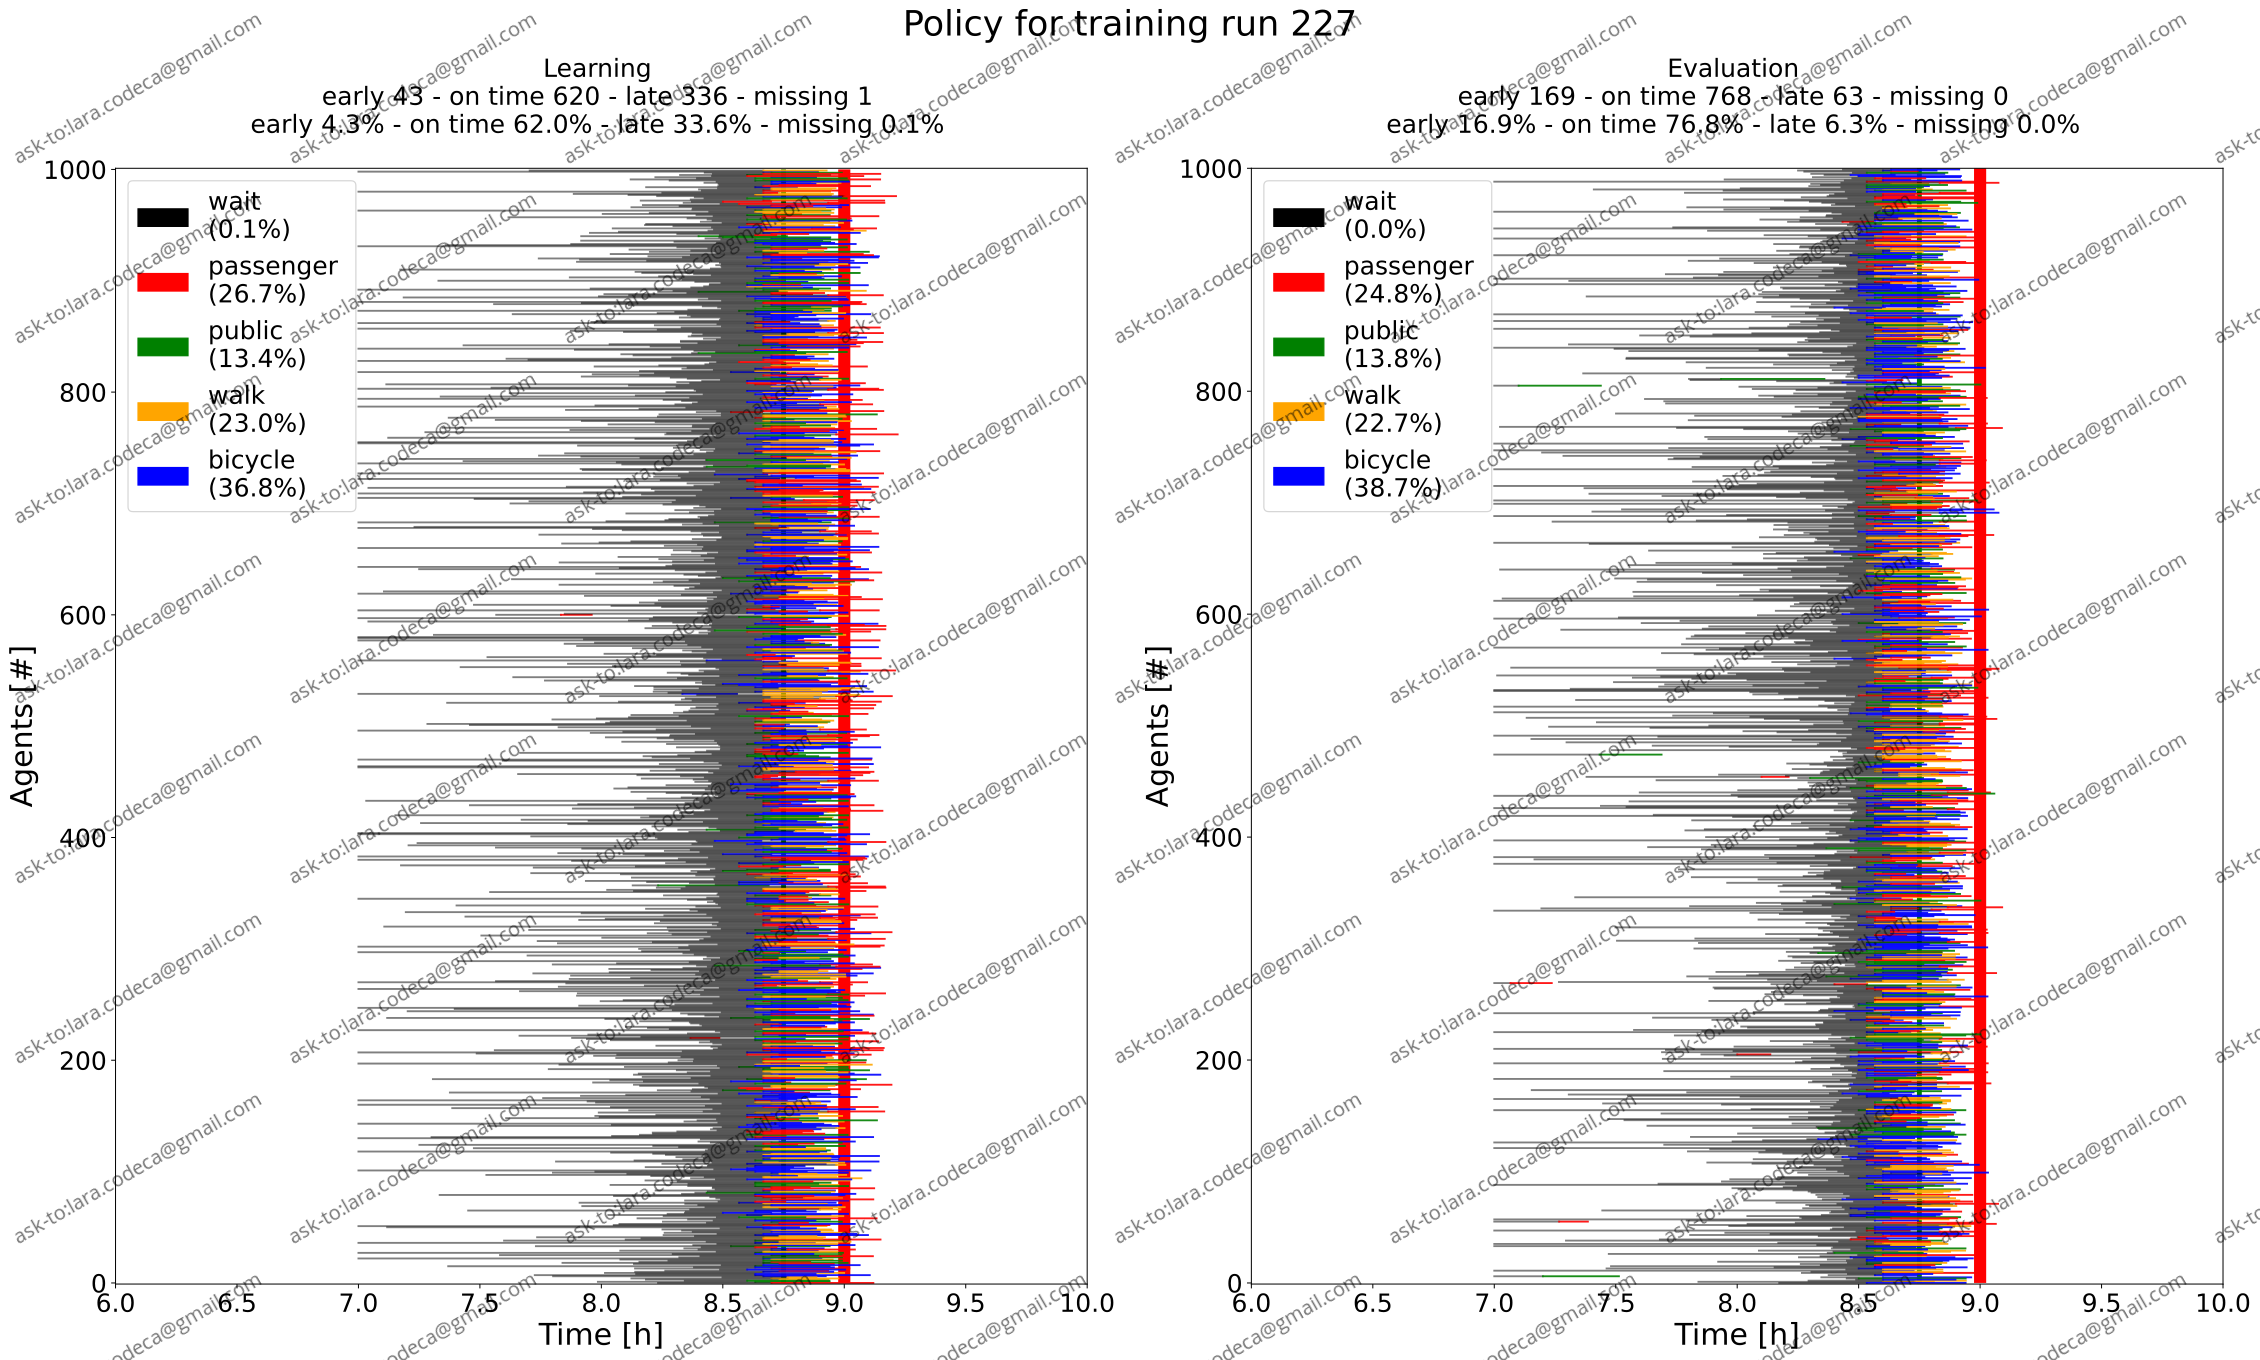 Policy for training run 227
Learning
early 43 - on time 620 - late 336 - missing 1
early 4.3% - on time 62.0% - late 33.6% - missing 0.1%
1000
800
600
400
200
0
Agents [#]
wait
(0.1%)
passenger
(26.7%)
public
(13.4%)
walk
(23.0%)
bicycle
(36.8%)
6.0 6.5 7.0 7.5 8.0 8.5 9.0 9.5 10.0
Time [h]
Evaluation
early 169 - on time 768 - late 63 - missing 0
early 16.9% - on time 76.8% - late 6.3% - missing 0.0%
1000
800
600
400
200
0
Agents [#]
wait
(0.0%)
passenger
(24.8%)
public
(13.8%)
walk
(22.7%)
bicycle
(38.7%)
6.0 6.5 7.0 7.5 8.0 8.5 9.0 9.5 10.0
Time [h]
ask-to:lara.codeca@gmail.com